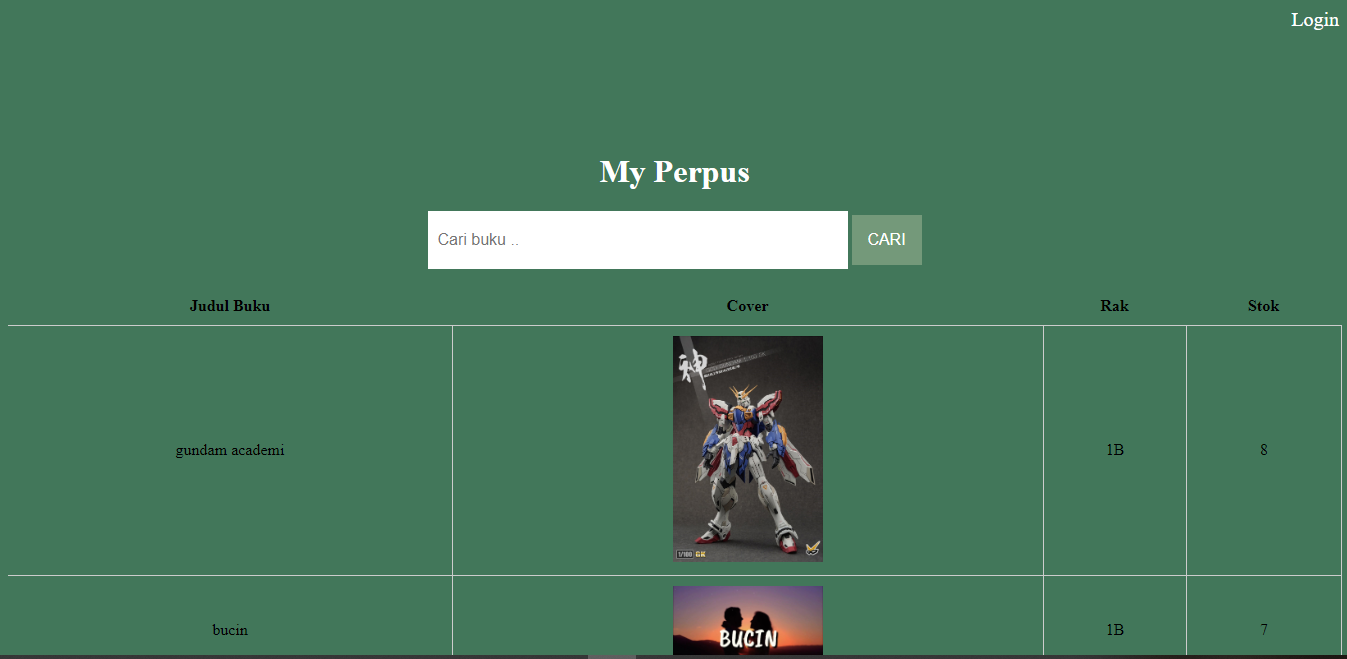 Login
My Perpus
Cari buku ..
CARI
Judul Buku Cover Rak Stok
神
gundam academi 1B 8
1/100 GK
BUCIN
bucin 1B 7